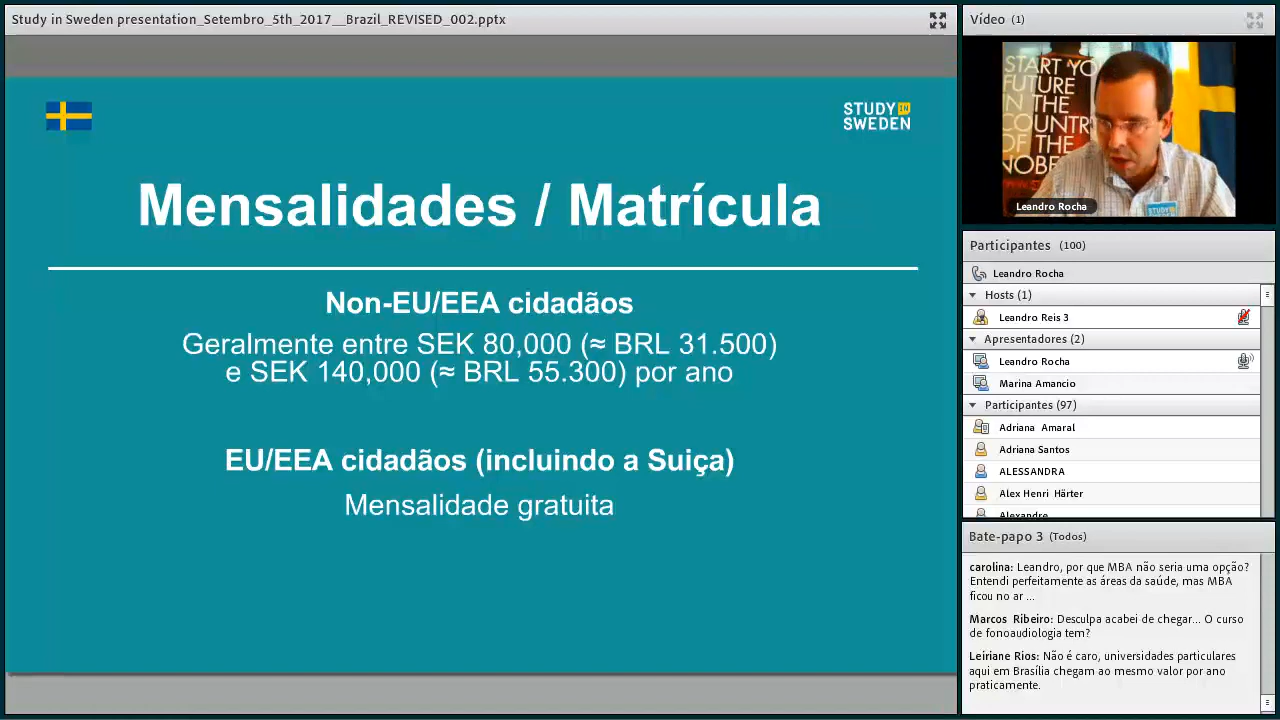 Study in Sweden presentation_Setembro_5th_2017__Brazil_REVISED_002.pptx
STUDY IN
SWEDEN
Mensalidades / Matrícula
Non-EU/EEA cidadãos
Geralmente entre SEK 80,000 (≈ BRL 31.500)
e SEK 140,000 (≈ BRL 55.300) por ano
EU/EEA cidadãos (incluindo a Suiça)
Mensalidade gratuita
Vídeo (1)
START YO
FUTURE
IN THE
COUNTR
OF THE
NOBE
STUDY
Leandro Rocha
Participantes (100)
Leandro Rocha
Hosts (1)
Leandro Reis 3
Apresentadores (2)
Leandro Rocha
Marina Amancio
Participantes (97)
Adriana Amaral
Adriana Santos
ALESSANDRA
Alex Henri Härter
Alexandre
Bate-papo 3 (Todos)
carolina: Leandro, por que MBA não seria uma opção?
Entendi perfeitamente as áreas da saúde, mas MBA
ficou no ar ...
Marcos Ribeiro: Desculpa acabei de chegar... O curso
de fonoaudiologia tem?
Leiriane Rios: Não é caro, universidades particulares
aqui em Brasília chegam ao mesmo valor por ano
praticamente.